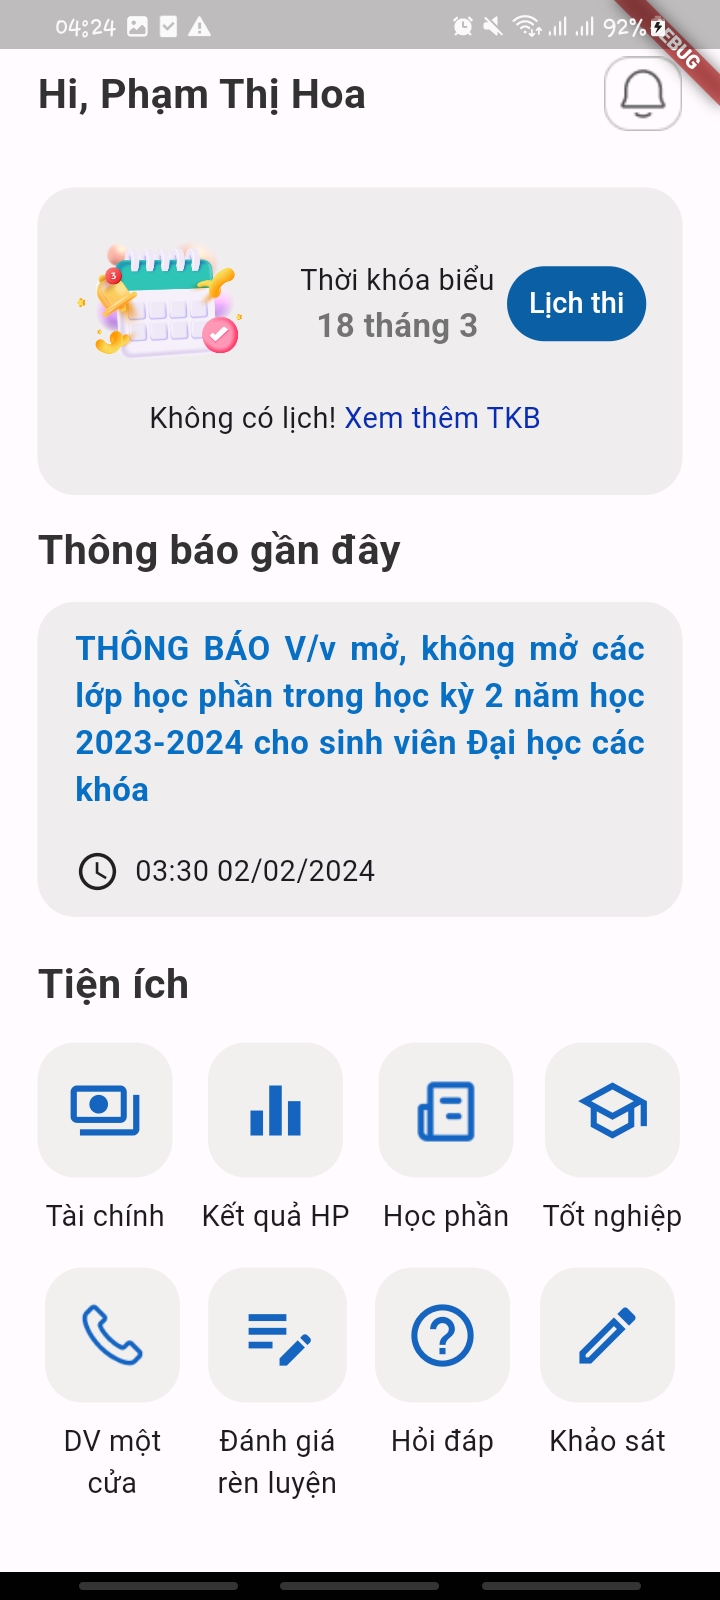 04:24
92%
Hi, Phạm Thị Hoa
3
Thời khóa biểu
18 tháng 3
Lịch thi
Không có lịch! Xem thêm TKB
Thông báo gần đây
THÔNG BÁO V/v mở, không mở các
lớp học phần trong học kỳ 2 năm học
2023-2024 cho sinh viên Đại học các
khóa
03:30 02/02/2024
Tiện ích
Tài chính
Kết quả HP
Học phần
Tốt nghiệp
DV một
cửa
Đánh giá
rèn luyện
Hỏi đáp
Khảo sát